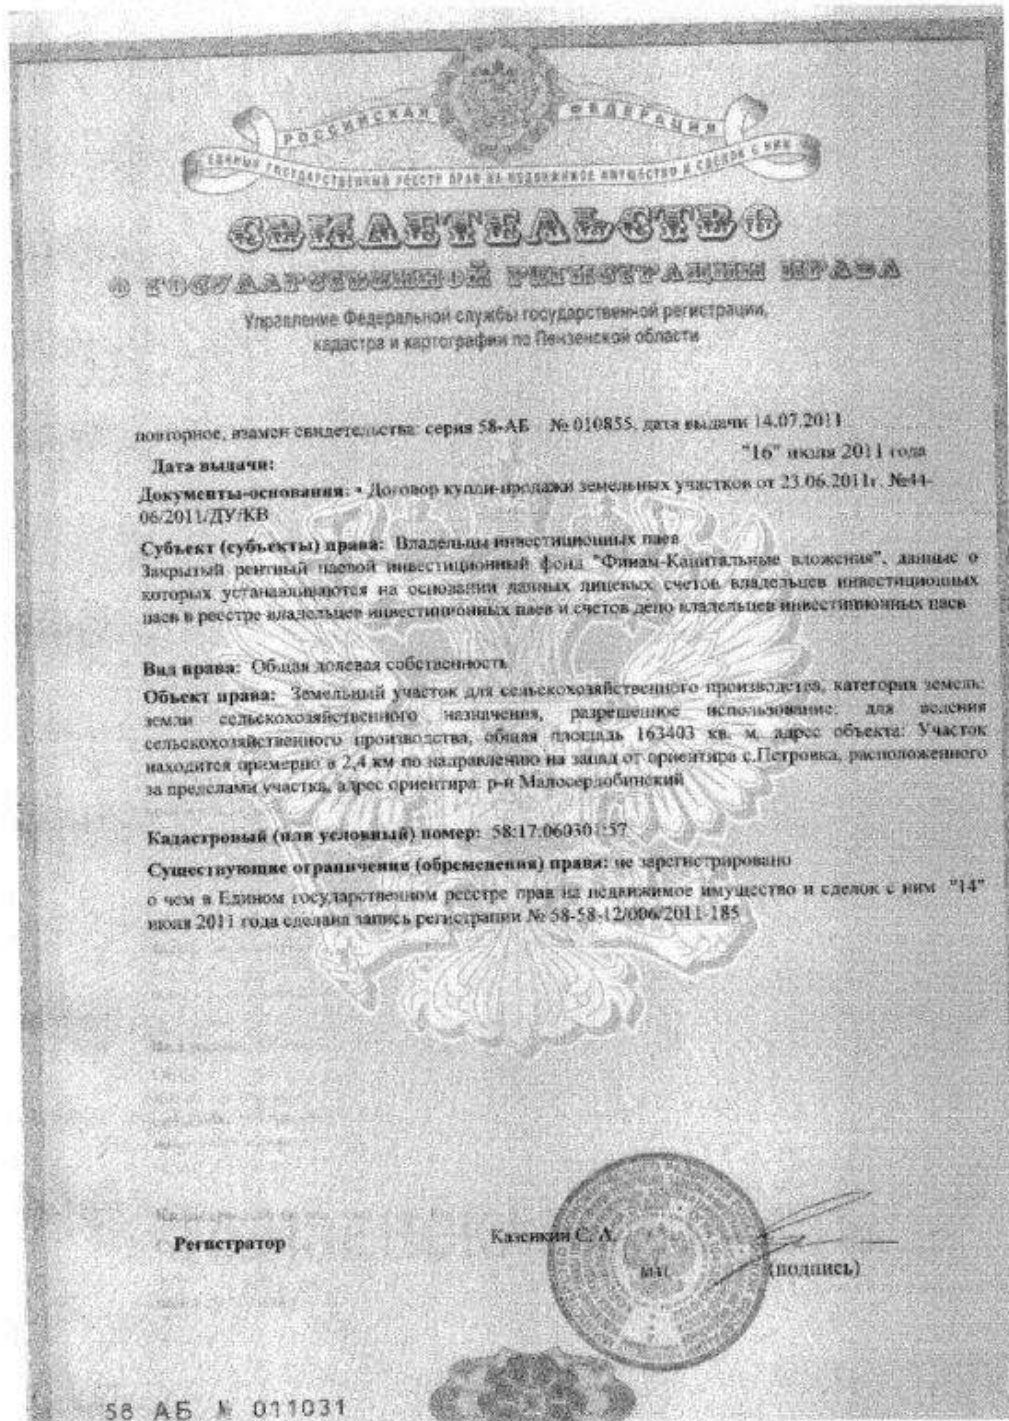 РОССИЙСКАЯ ФЕДЕРАЦИЯ
ЕДИНЫЙ ГОСУДАРСТВЕННЫЙ РЕЕСТР ПРАВ НА НЕДВИЖИМОЕ ИМУЩЕСТВО И СДЕЛОК С НИМ
СВИДЕТЕЛЬСТВО
О ГОСУДАРСТВЕННОЙ РЕГИСТРАЦИИ ПРАВА
Управление Федеральной службы государственной регистрации,
кадастра и картографии по Пензенской области
повторное, взамен свидетельства: серия 58-АБ № 010855, дата выдачи 14.07.2011
Дата выдачи: "16" июля 2011 года
Документы-основания: • Договор купли-продажи земельных участков от 23.06.2011г. №44-
06/2011/ДУ/КВ
Субъект (субъекты) права: Владельцы инвестиционных паев
Закрытый рентный паевой инвестиционный фонд "Финам-Капитальные вложения", данные о
которых устанавливаются на основании данных лицевых счетов владельцев инвестиционных
паев в реестре владельцев инвестиционных паев и счетов депо владельцев инвестиционных паев
Вид права: Общая долевая собственность
Объект права: Земельный участок для сельскохозяйственного производства, категория земель:
земли сельскохозяйственного назначения, разрешенное использование: для ведения
сельскохозяйственного производства, общая площадь 163403 кв. м, адрес объекта: Участок
находится примерно в 2,4 км по направлению на запад от ориентира с.Петровка, расположенного
за пределами участка, адрес ориентира: р-н Малосердобинский
Кадастровый (или условный) номер: 58:17:060301:57
Существующие ограничения (обременения) права: не зарегистрировано
о чем в Едином государственном реестре прав на недвижимое имущество и сделок с ним "14"
июля 2011 года сделана запись регистрации № 58-58-12/006/2011-185
Регистратор Казейкин С. А.
(подпись)
58 АБ № 011031